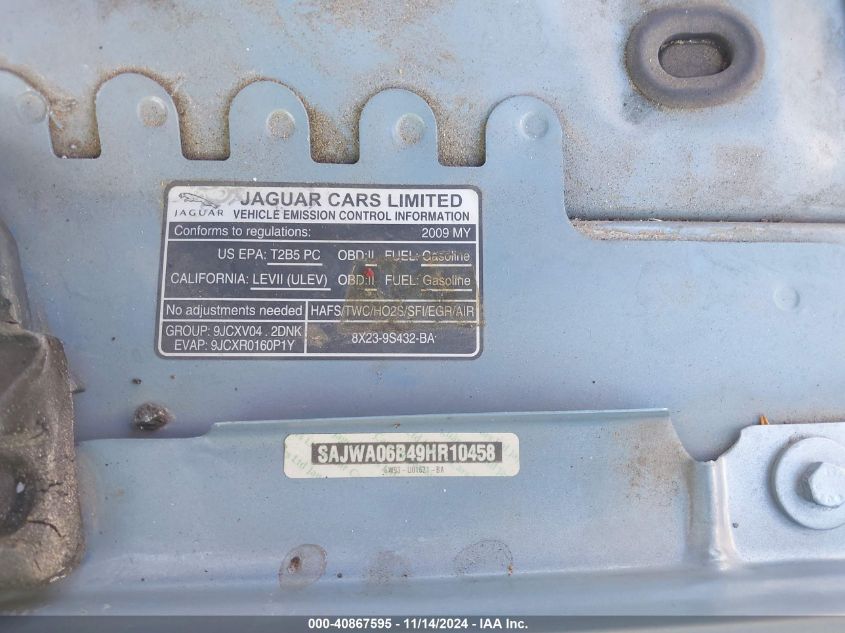 JAGUAR CARS LIMITED
JAGUAR VEHICLE EMISSION CONTROL INFORMATION
Conforms to regulations: 2009 MY
US EPA: T2B5 PC OBD:II FUEL: Gasoline
CALIFORNIA: LEVII (ULEV) OBD:II FUEL: Gasoline
No adjustments needed HAFS/TWC/HO2S/SFI/EGR/AIR
GROUP: 9JCXV04 . 2DNK
EVAP: 9JCXR0160P1Y
8X23-9S432-BA
SAJWA06B49HR10458
000-40867595 - 11/14/2024 - IAA Inc.